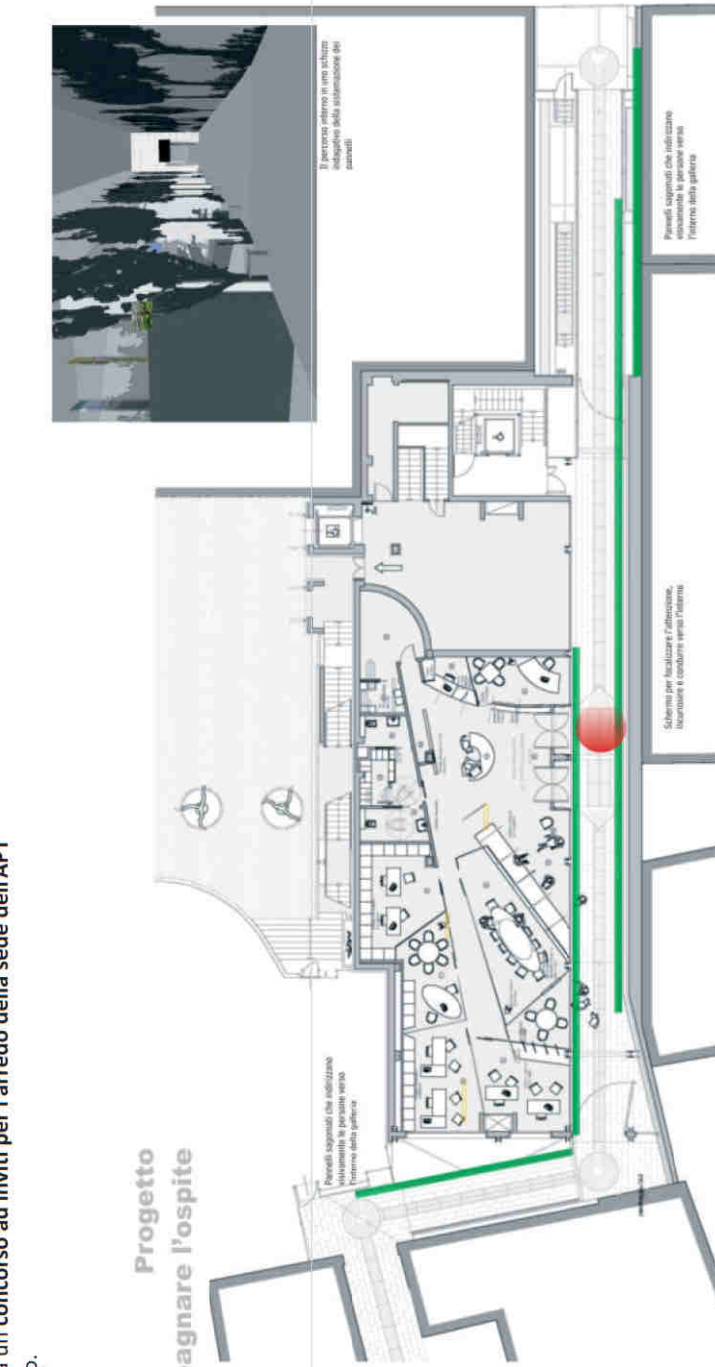 un concorso ad inviti per l'arredo della sede dell'APT
o.
Progetto
agnare l'ospite
Il percorso interno in uno schizzo
indagativo della sistemazione dei
pannelli
Pannelli sagomati che indirizzano
visivamente le persone verso
l'interno della galleria
Schermo per focalizzare l'attenzione,
incuriosire e condurre verso l'interno
Pannelli sagomati che indirizzano
visivamente le persone verso
l'interno della galleria